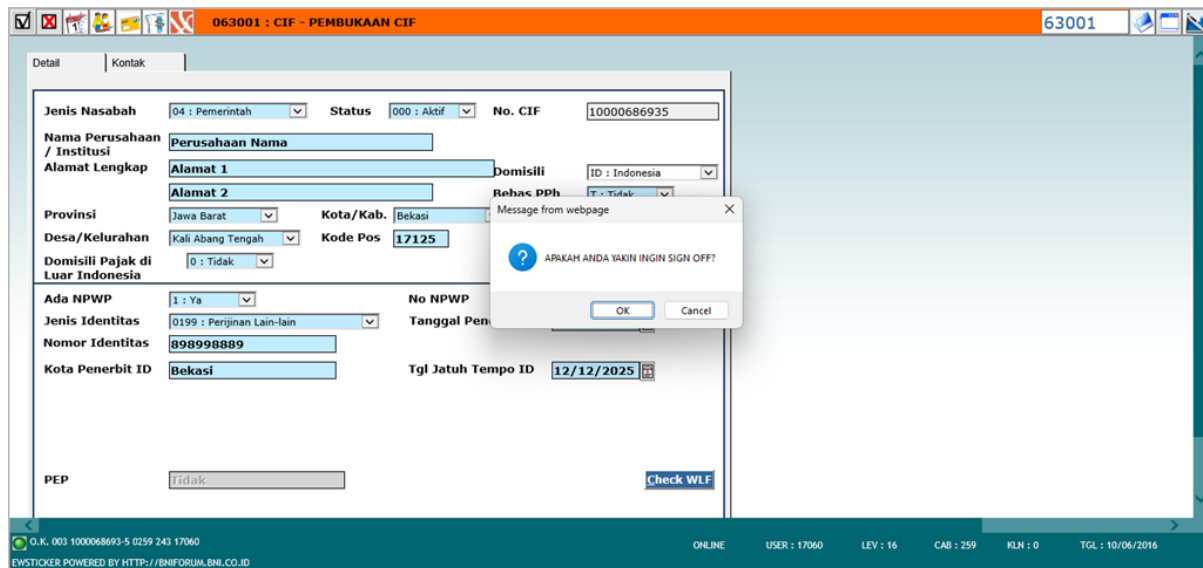 063001 : CIF - PEMBUKAAN CIF 63001
Detail Kontak
Jenis Nasabah 04 : Pemerintah Status 000 : Aktif No. CIF 10000686935
Nama Perusahaan / Institusi Perusahaan Nama
Alamat Lengkap Alamat 1 Domisili ID : Indonesia
Alamat 2 Bebas PPh T : Tidak
Provinsi Jawa Barat Kota/Kab. Bekasi
Desa/Kelurahan Kali Abang Tengah Kode Pos 17125
Domisili Pajak di Luar Indonesia 0 : Tidak
Message from webpage
APAKAH ANDA YAKIN INGIN SIGN OFF?
OK Cancel
Ada NPWP 1 : Ya No NPWP
Jenis Identitas 0199 : Perijinan Lain-lain Tanggal
Nomor Identitas 898998889
Kota Penerbit ID Bekasi Tgl Jatuh Tempo ID 12/12/2025
PEP Tidak Check WLF
O.K. 003 1000068693-5 0259 243 17060 ONLINE USER : 17060 LEV : 16 CAB : 259 KLN : 0 TGL : 10/06/2016
EWSTICKER POWERED BY HTTP://BNIFORUM.BNI.CO.ID